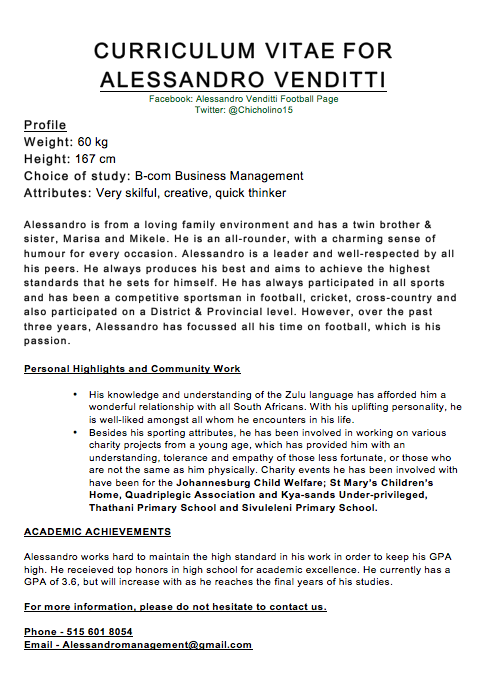 CURRICULUM VITAE FOR
ALESSANDRO VENDITTI
Facebook: Alessandro Venditti Football Page
Twitter: @Chicholino15
Profile
Weight: 60 kg
Height: 167 cm
Choice of study: B-com Business Management
Attributes: Very skilful, creative, quick thinker
Alessandro is from a loving family environment and has a twin brother &
sister, Marisa and Mikele. He is an all-rounder, with a charming sense of
humour for every occasion. Alessandro is a leader and well-respected by all
his peers. He always produces his best and aims to achieve the highest
standards that he sets for himself. He has always participated in all sports
and has been a competitive sportsman in football, cricket, cross-country and
also participated on a District & Provincial level. However, over the past
three years, Alessandro has focussed all his time on football, which is his
passion.
Personal Highlights and Community Work
• His knowledge and understanding of the Zulu language has afforded him a
wonderful relationship with all South Africans. With his uplifting personality, he
is well-liked amongst all whom he encounters in his life.
• Besides his sporting attributes, he has been involved in working on various
charity projects from a young age, which has provided him with an
understanding, tolerance and empathy of those less fortunate, or those who
are not the same as him physically. Charity events he has been involved with
have been for the Johannesburg Child Welfare; St Mary's Children's
Home, Quadriplegic Association and Kya-sands Under-privileged,
Thathani Primary School and Sivuleleni Primary School.
ACADEMIC ACHIEVEMENTS
Alessandro works hard to maintain the high standard in his work in order to keep his GPA
high. He receieved top honors in high school for academic excellence. He currently has a
GPA of 3.6, but will increase with as he reaches the final years of his studies.
For more information, please do not hesitate to contact us.
Phone - 515 601 8054
Email - Alessandromanagement@gmail.com